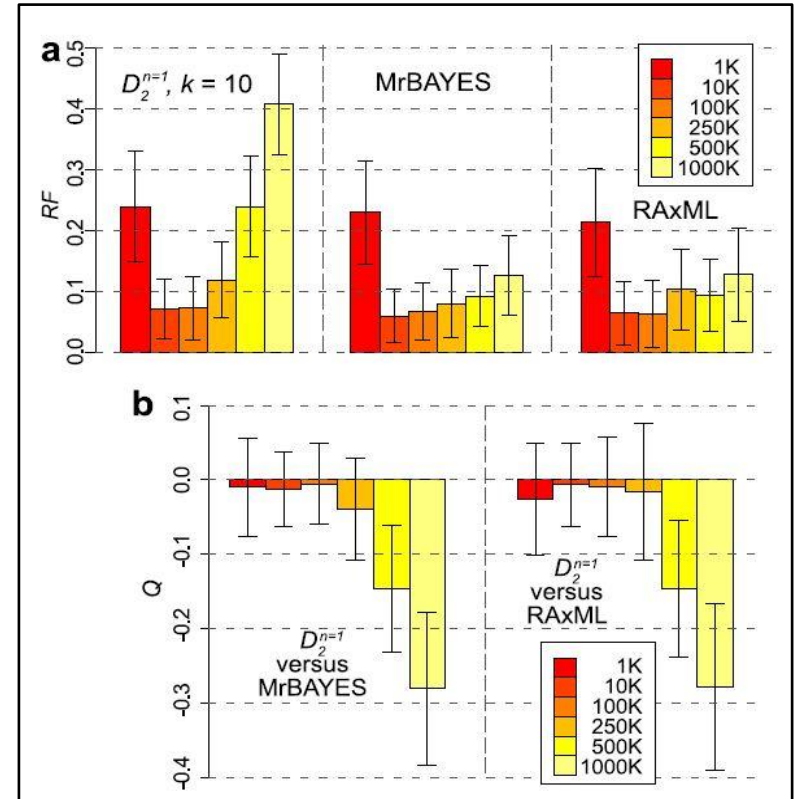 a
0.5
0.4
0.3
0.2
0.1
0.0
RF
D₂ⁿ⁼¹, k = 10
MrBAYES
RAxML
1K
10K
100K
250K
500K
1000K
b
0.1
0.0
-0.1
-0.2
-0.3
-0.4
Q
D₂ⁿ⁼¹
versus
MrBAYES
D₂ⁿ⁼¹
versus
RAxML
1K
10K
100K
250K
500K
1000K